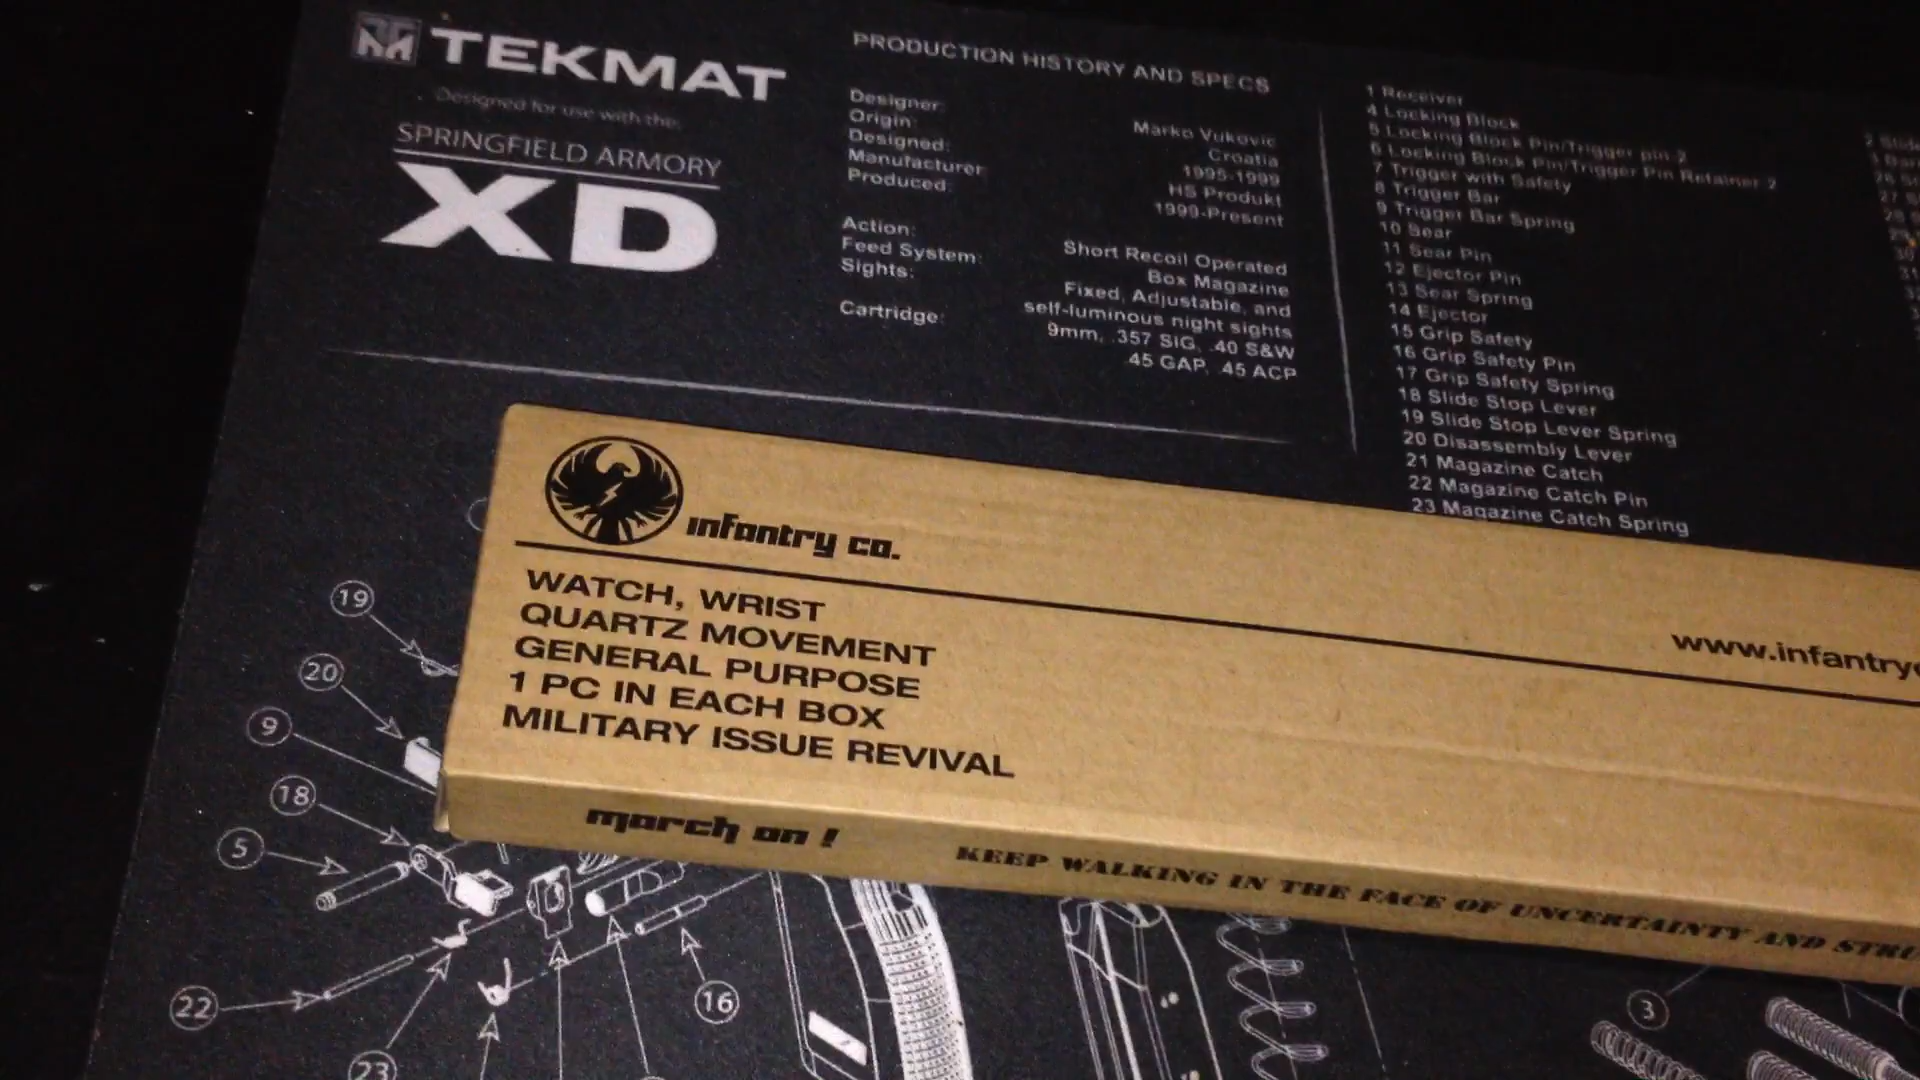 TEKMAT
Designed for use with the:
SPRINGFIELD ARMORY
XD
PRODUCTION HISTORY AND SPECS
Designer: Marko Vukovic
Origin: Croatia
Designed: 1995-1999
Manufacturer: HS Produkt
Produced: 1999-Present
Action: Short Recoil Operated
Feed System: Box Magazine
Sights: Fixed, Adjustable, and
self-luminous night sights
Cartridge: 9mm, .357 SIG, .40 S&W
.45 GAP, .45 ACP
1 Receiver
4 Locking Block
5 Locking Block Pin/Trigger pin 2
6 Locking Block Pin/Trigger Pin Retainer 2
7 Trigger with Safety
8 Trigger Bar
9 Trigger Bar Spring
10 Sear
11 Sear Pin
12 Ejector Pin
13 Sear Spring
14 Ejector
15 Grip Safety
16 Grip Safety Pin
17 Grip Safety Spring
18 Slide Stop Lever
19 Slide Stop Lever Spring
20 Disassembly Lever
21 Magazine Catch
22 Magazine Catch Pin
23 Magazine Catch Spring
infantry co.
www.infantry
WATCH, WRIST
QUARTZ MOVEMENT
GENERAL PURPOSE
1 PC IN EACH BOX
MILITARY ISSUE REVIVAL
march on !
KEEP WALKING IN THE FACE OF UNCERTAINTY AND STRU
19
20
9
18
5
22
23
16
3